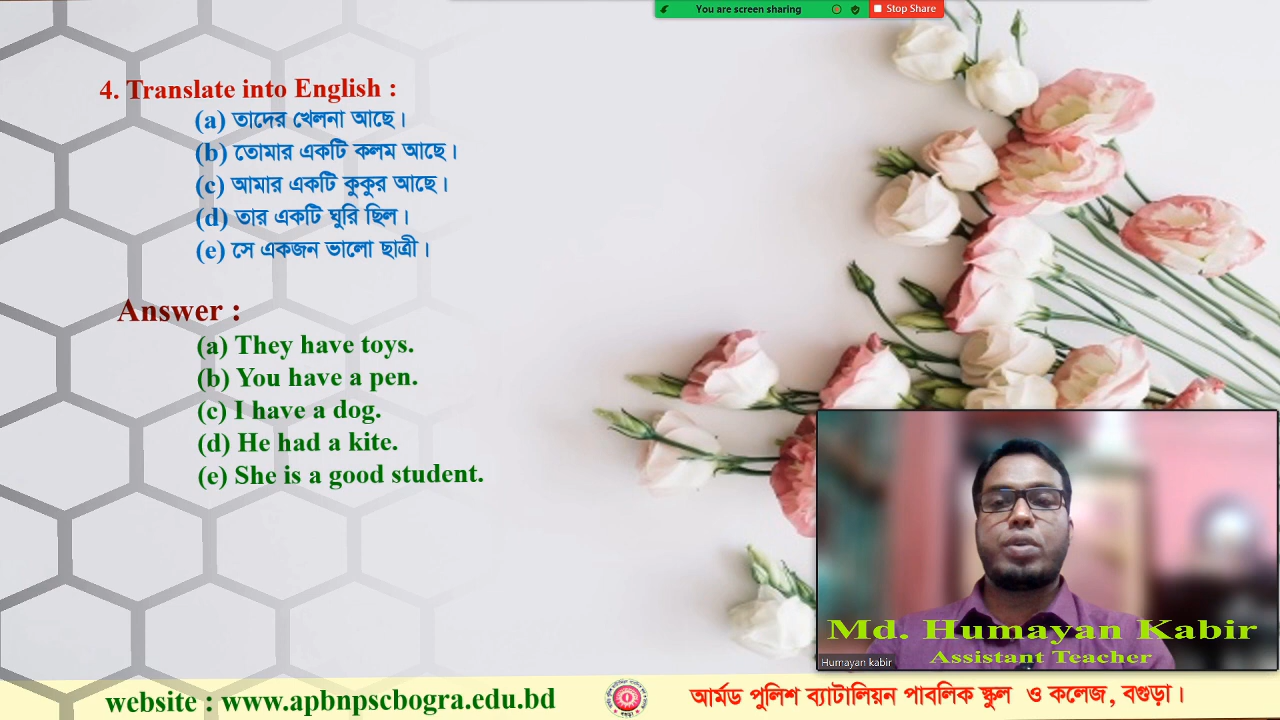 You are screen sharing
Stop Share
4. Translate into English :
(a) তাদের খেলনা আছে।
(b) তোমার একটি কলম আছে।
(c) আমার একটি কুকুর আছে।
(d) তার একটি ঘুরি ছিল।
(e) সে একজন ভালো ছাত্রী।
Answer :
(a) They have toys.
(b) You have a pen.
(c) I have a dog.
(d) He had a kite.
(e) She is a good student.
Md. Humayan Kabir
Assistant Teacher
Humayan kabir
website : www.apbnpscbogra.edu.bd
আর্মড পুলিশ ব্যাটালিয়ন পাবলিক স্কুল ও কলেজ, বগুড়া।